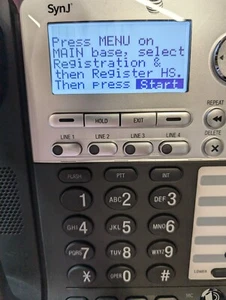 SynJ
Press MENU on
MAIN base, select
Registration &
then Register HS.
Then press Start
REPEAT
HOLD
EXIT
DELETE
LINE 1
LINE 2
LINE 3
LINE 4
FLASH
PTT
INT
1
ABC 2
DEF 3
GHI 4
JKL 5
MNO 6
PQRS 7
TUV 8
WXYZ 9
*
OPER 0
#
LOWER